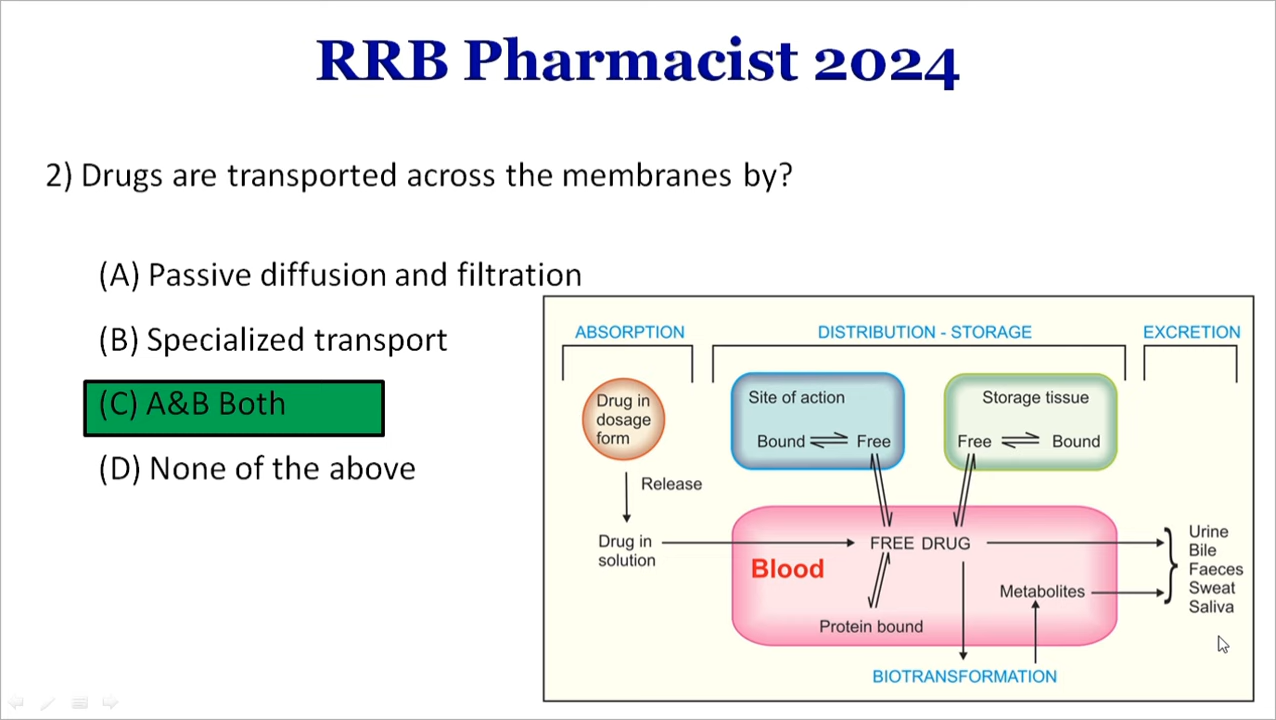 RRB Pharmacist 2024
2) Drugs are transported across the membranes by?
(A) Passive diffusion and filtration
(B) Specialized transport
(C) A&B Both
(D) None of the above
ABSORPTION
DISTRIBUTION - STORAGE
EXCRETION
Drug in
dosage
form
Release
Drug in
solution
Site of action
Bound
Free
Storage tissue
Free
Bound
FREE DRUG
Blood
Protein bound
Metabolites
BIOTRANSFORMATION
Urine
Bile
Faeces
Sweat
Saliva